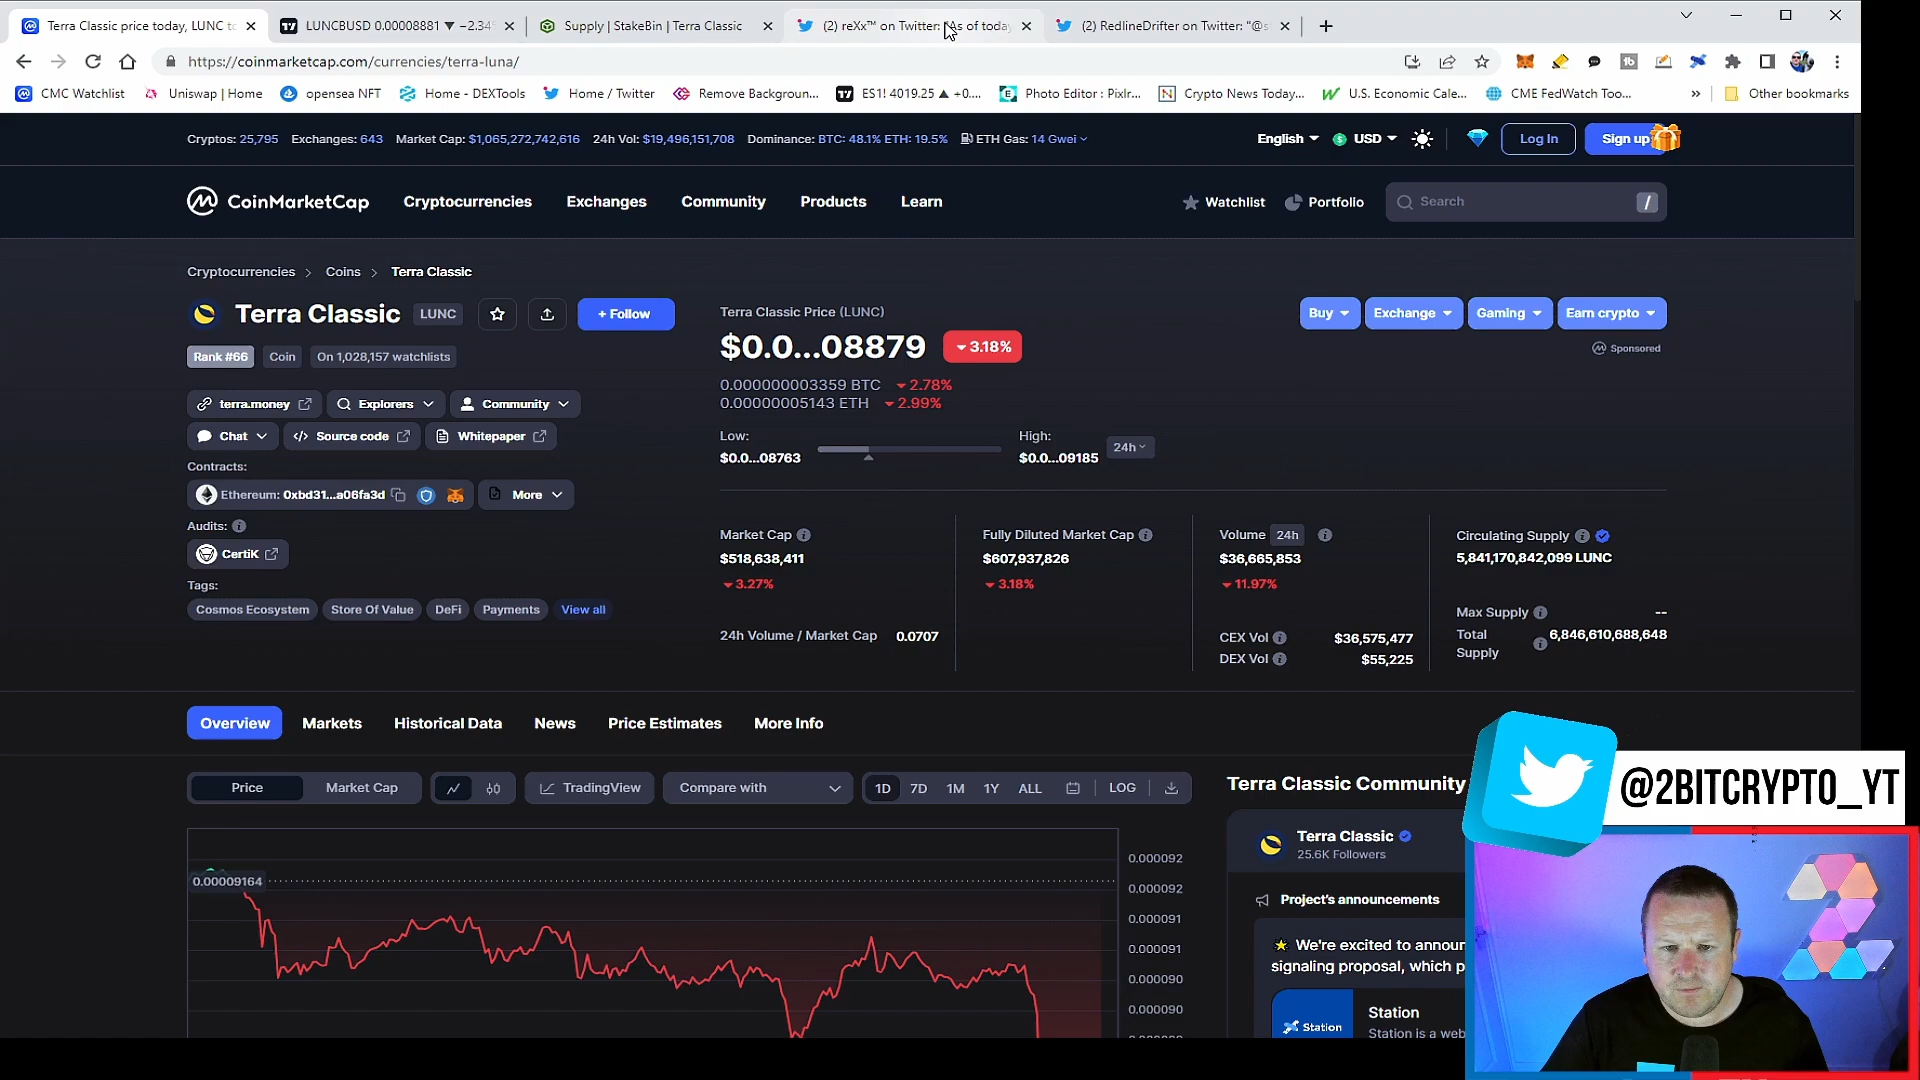 Terra Classic price today, LUNC to
LUNCBUSD 0.00008881 ▼ −2.34%
Supply | StakeBin | Terra Classic
(2) reXx™ on Twitter: "As of today
(2) RedlineDrifter on Twitter: "@s
https://coinmarketcap.com/currencies/terra-luna/
CMC Watchlist
Uniswap | Home
opensea NFT
Home - DEXTools
Home / Twitter
Remove Backgroun...
ES1! 4019.25 ▲ +0....
Photo Editor : Pixlr...
Crypto News Today...
U.S. Economic Cale...
CME FedWatch Too...
»
Other bookmarks
Cryptos: 25,795 Exchanges: 643 Market Cap: $1,065,272,742,616 24h Vol: $19,496,151,708 Dominance: BTC: 48.1% ETH: 19.5% ETH Gas: 14 Gwei
English
USD
Log In
Sign up
CoinMarketCap
Cryptocurrencies
Exchanges
Community
Products
Learn
Watchlist
Portfolio
Search
/
Cryptocurrencies > Coins > Terra Classic
Terra Classic LUNC
+ Follow
Rank #66
Coin
On 1,028,157 watchlists
terra.money
Explorers
Community
Chat
Source code
Whitepaper
Contracts:
Ethereum: 0xbd31...a06fa3d
More
Audits:
CertiK
Tags:
Cosmos Ecosystem
Store Of Value
DeFi
Payments
View all
Terra Classic Price (LUNC)
$0.0...08879
3.18%
0.000000003359 BTC 2.78%
0.00000005143 ETH 2.99%
Low:
$0.0...08763
High:
$0.0...09185
24h
Buy
Exchange
Gaming
Earn crypto
Sponsored
Market Cap
$518,638,411
3.27%
24h Volume / Market Cap 0.0707
Fully Diluted Market Cap
$607,937,826
3.18%
Volume 24h
$36,665,853
11.97%
CEX Vol $36,575,477
DEX Vol $55,225
Circulating Supply
5,841,170,842,099 LUNC
Max Supply --
Total Supply 6,846,610,688,648
Overview
Markets
Historical Data
News
Price Estimates
More Info
Price
Market Cap
TradingView
Compare with
1D
7D
1M
1Y
ALL
LOG
0.00009164
0.000092
0.000092
0.000091
0.000091
0.000090
0.000090
Terra Classic Community
Terra Classic
25.6K Followers
Project's announcements
We're excited to announ
signaling proposal, which p
Station
Station
Station is a web
@2BITCRYPTO_YT